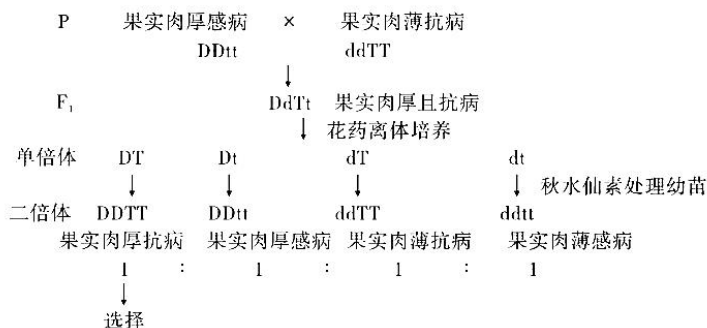 P 果实肉厚感病 × 果实肉薄抗病
DDtt ddTT
↓
F₁ DdTt 果实肉厚且抗病
↓ 花药离体培养
单倍体 DT Dt dT dt
↓ ↓ ↓ ↓ 秋水仙素处理幼苗
二倍体 DDTT DDtt ddTT ddtt
果实肉厚抗病 果实肉厚感病 果实肉薄抗病 果实肉薄感病
1 : 1 : 1 : 1
↓
选择